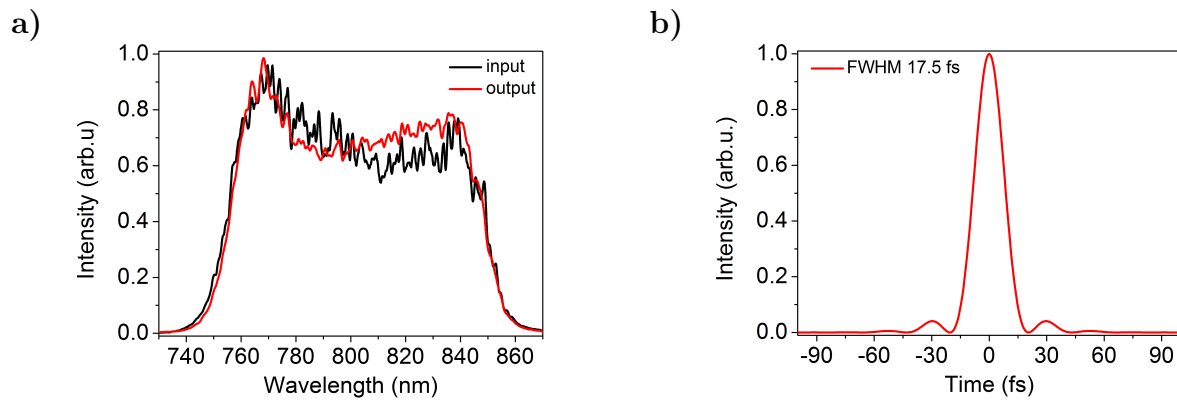 a)
1.0
0.8
0.6
0.4
0.2
0.0
Intensity (arb.u)
input
output
740 760 780 800 820 840 860
Wavelength (nm)
b)
1.0
0.8
0.6
0.4
0.2
0.0
Intensity (arb.u.)
FWHM 17.5 fs
-90 -60 -30 0 30 60 90
Time (fs)